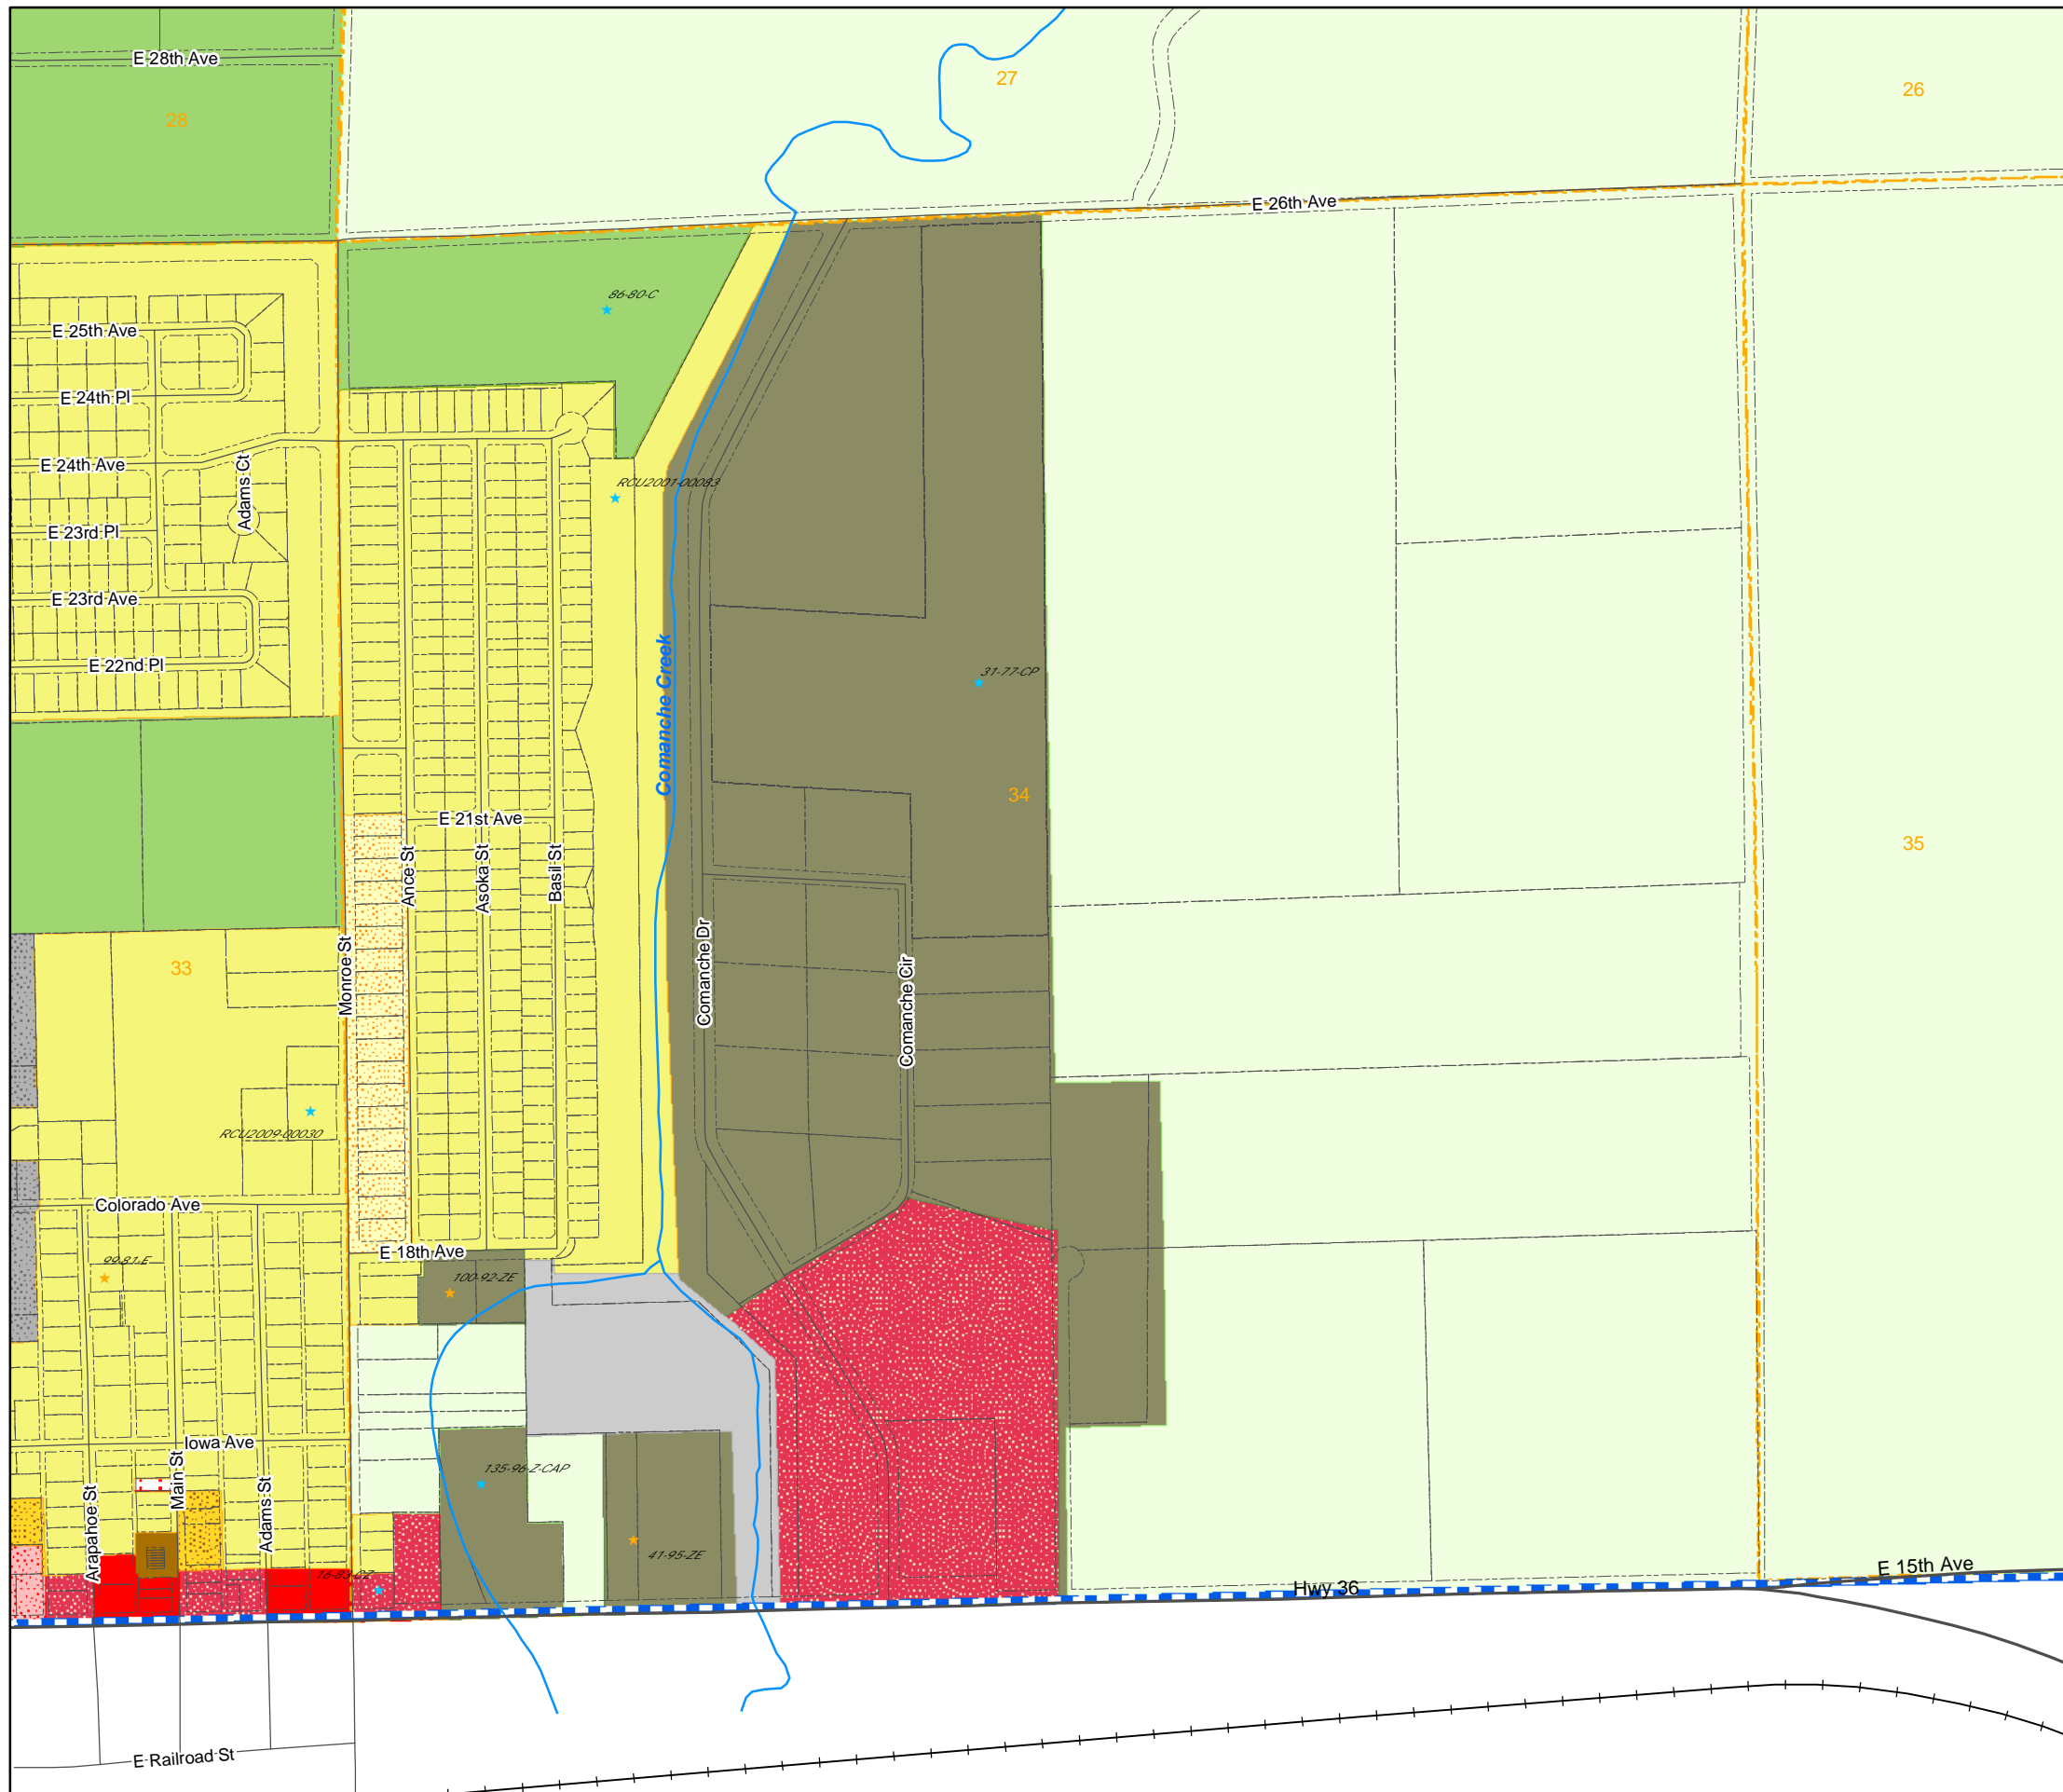 E 28th Ave
27
26
28
E 26th Ave
86-80-C
E 25th Ave
E 24th Pl
E 24th Ave
Adams Ct
RCU2001-00083
E 23rd Pl
E 23rd Ave
E 22nd Pl
Comanche Creek
31-77-CP
34
E 21st Ave
35
Ance St
Asoka St
Basil St
33
Monroe St
Comanche Dr
Comanche Cir
RCU2009-00030
Colorado Ave
E 18th Ave
99-81-E
100-92-ZE
Iowa Ave
Main St
135-96-Z-CAP
Arapahoe St
Adams St
41-95-ZE
16-83-CZ
E 15th Ave
Hwy 36
E Railroad St